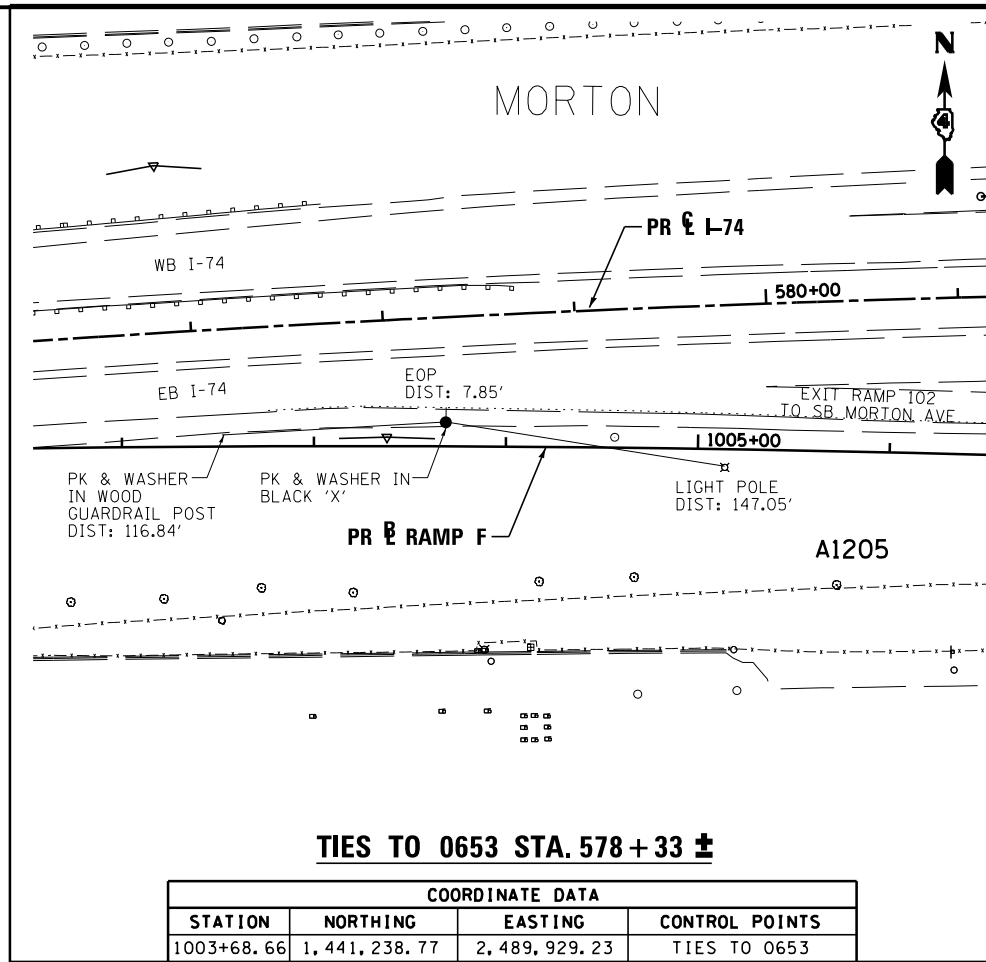 N
MORTON
4
PR ℄ I-74
WB I-74
580+00
EOP
DIST: 7.85'
EB I-74
EXIT RAMP 102
TO SB MORTON AVE
1005+00
PK & WASHER
IN WOOD
GUARDRAIL POST
DIST: 116.84'
PK & WASHER IN
BLACK 'X'
LIGHT POLE
DIST: 147.05'
PR BL RAMP F
A1205
TIES TO 0653 STA. 578+33 ±
COORDINATE DATA
STATION NORTHING EASTING CONTROL POINTS
1003+68.66 1,441,238.77 2,489,929.23 TIES TO 0653